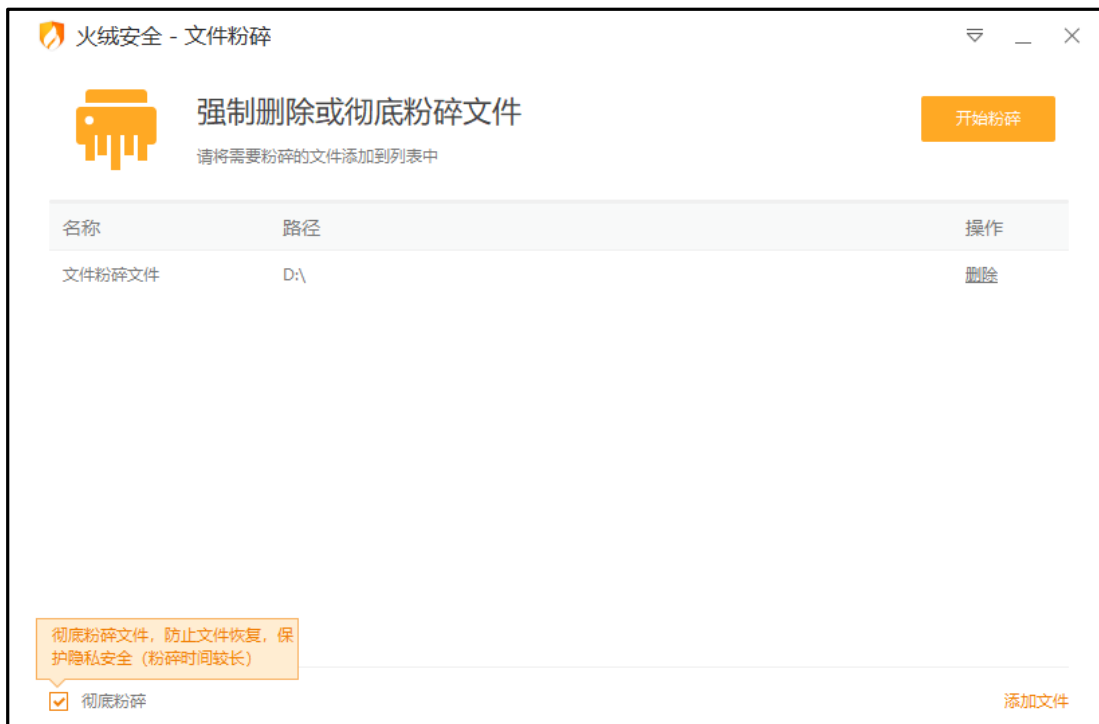 火绒安全 - 文件粉碎
强制删除或彻底粉碎文件
请将需要粉碎的文件添加到列表中
开始粉碎
名称 路径 操作
文件粉碎文件 D:\ 删除
彻底粉碎文件，防止文件恢复，保
护隐私安全（粉碎时间较长）
彻底粉碎
添加文件